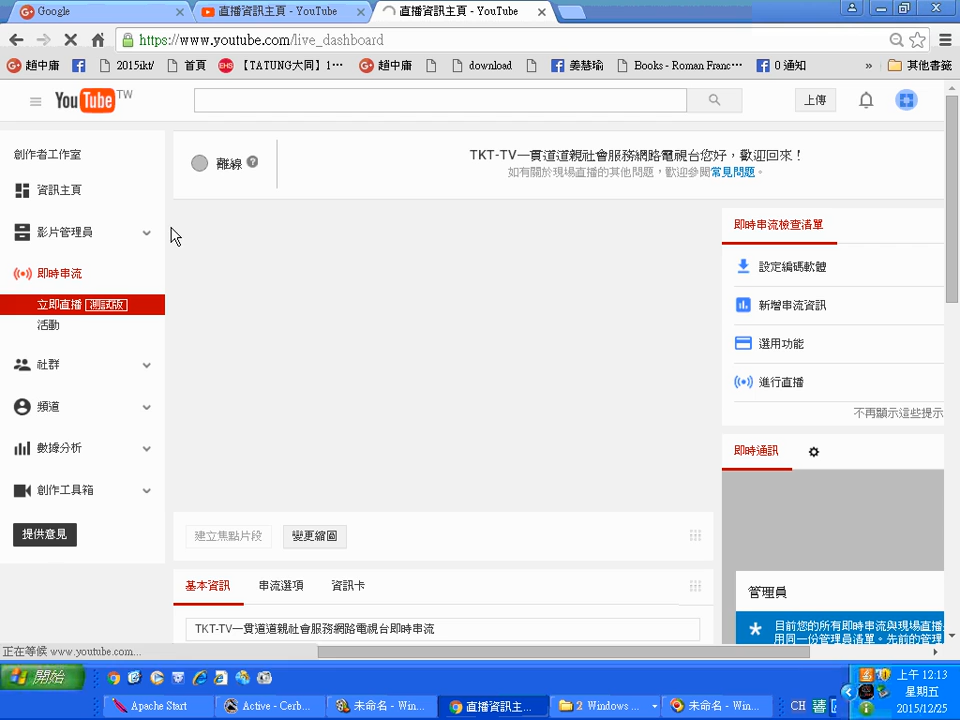 Google
直播資訊主頁 - YouTube
直播資訊主頁 - YouTube
https://www.youtube.com/live_dashboard
趙中庸
2015ikt/
首頁
【TATUNG大同】1…
趙中庸
download
姜慧瑜
Books - Roman Franc…
0 通知
»
其他書籤
YouTube TW
上傳
創作者工作室
資訊主頁
影片管理員
即時串流
立即直播 測試版
活動
社群
頻道
數據分析
創作工具箱
提供意見
離線 ?
TKT-TV一貫道道親社會服務網路電視台您好，歡迎回來！
如有關於現場直播的其他問題，歡迎參閱常見問題。
即時串流檢查清單
設定編碼軟體
新增串流資訊
選用功能
進行直播
不再顯示這些提示
即時通訊
管理員
目前您的所有即時串流與現場直播
用同一份管理員清單。先前的管理
建立焦點片段
變更縮圖
基本資訊
串流選項
資訊卡
TKT-TV一貫道道親社會服務網路電視台即時串流
正在等候 www.youtube.com...
開始
Apache Start
Active - Cerb...
未命名 - Win...
直播資訊主...
2 Windows ...
未命名 - Win...
CH
上午 12:13
星期五
2015/12/25